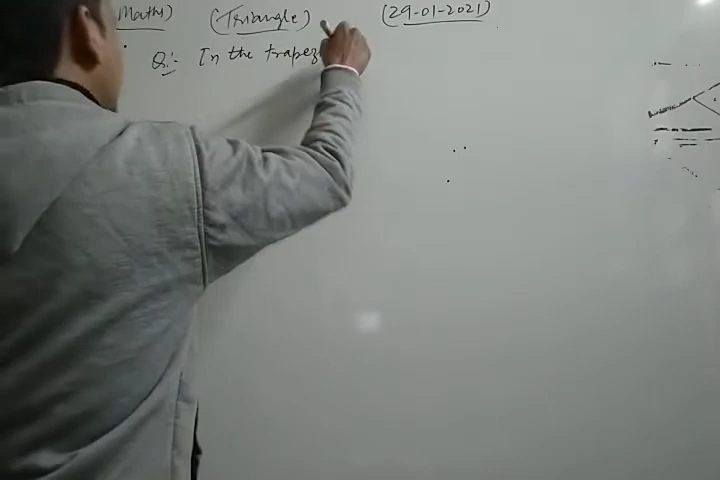 Maths) (Triangle) (29-01-2021)
Q:- In the trapez